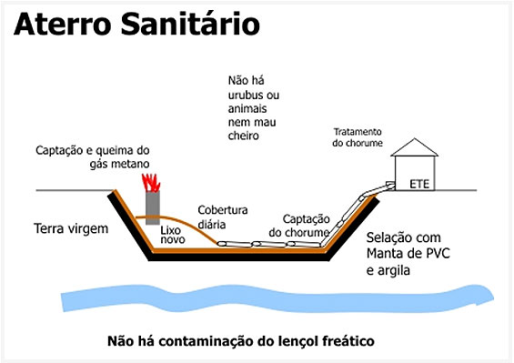 Aterro Sanitário
Não há
urubus ou
animais
nem mau
cheiro
Tratamento
do chorume
Captação e queima do
gás metano
ETE
Cobertura
diária
Captação
do chorume
Terra virgem
Lixo
novo
Selação com
Manta de PVC
e argila
Não há contaminação do lençol freático